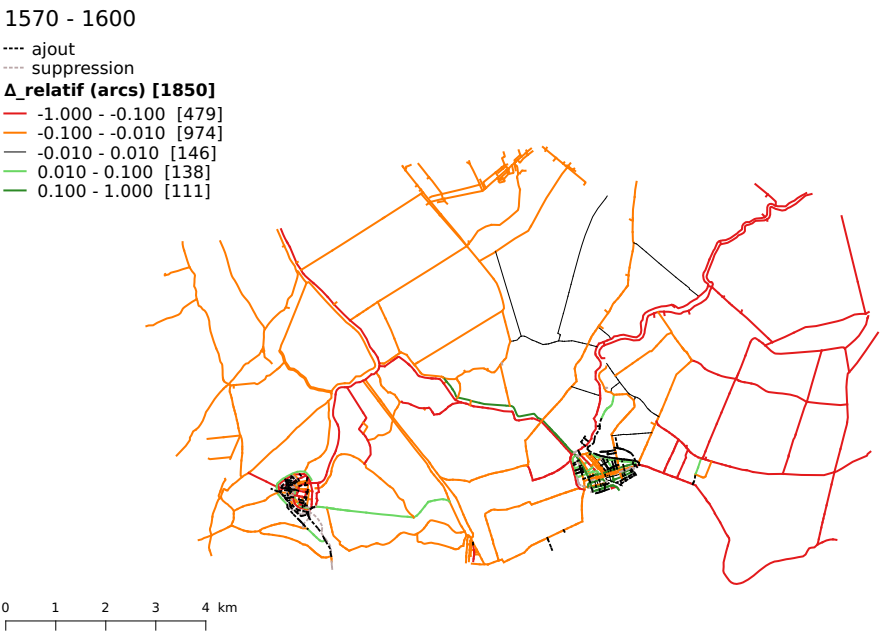 1570 - 1600
ajout
suppression
Δ_relatif (arcs) [1850]
-1.000 - -0.100 [479]
-0.100 - -0.010 [974]
-0.010 - 0.010 [146]
0.010 - 0.100 [138]
0.100 - 1.000 [111]
0 1 2 3 4 km